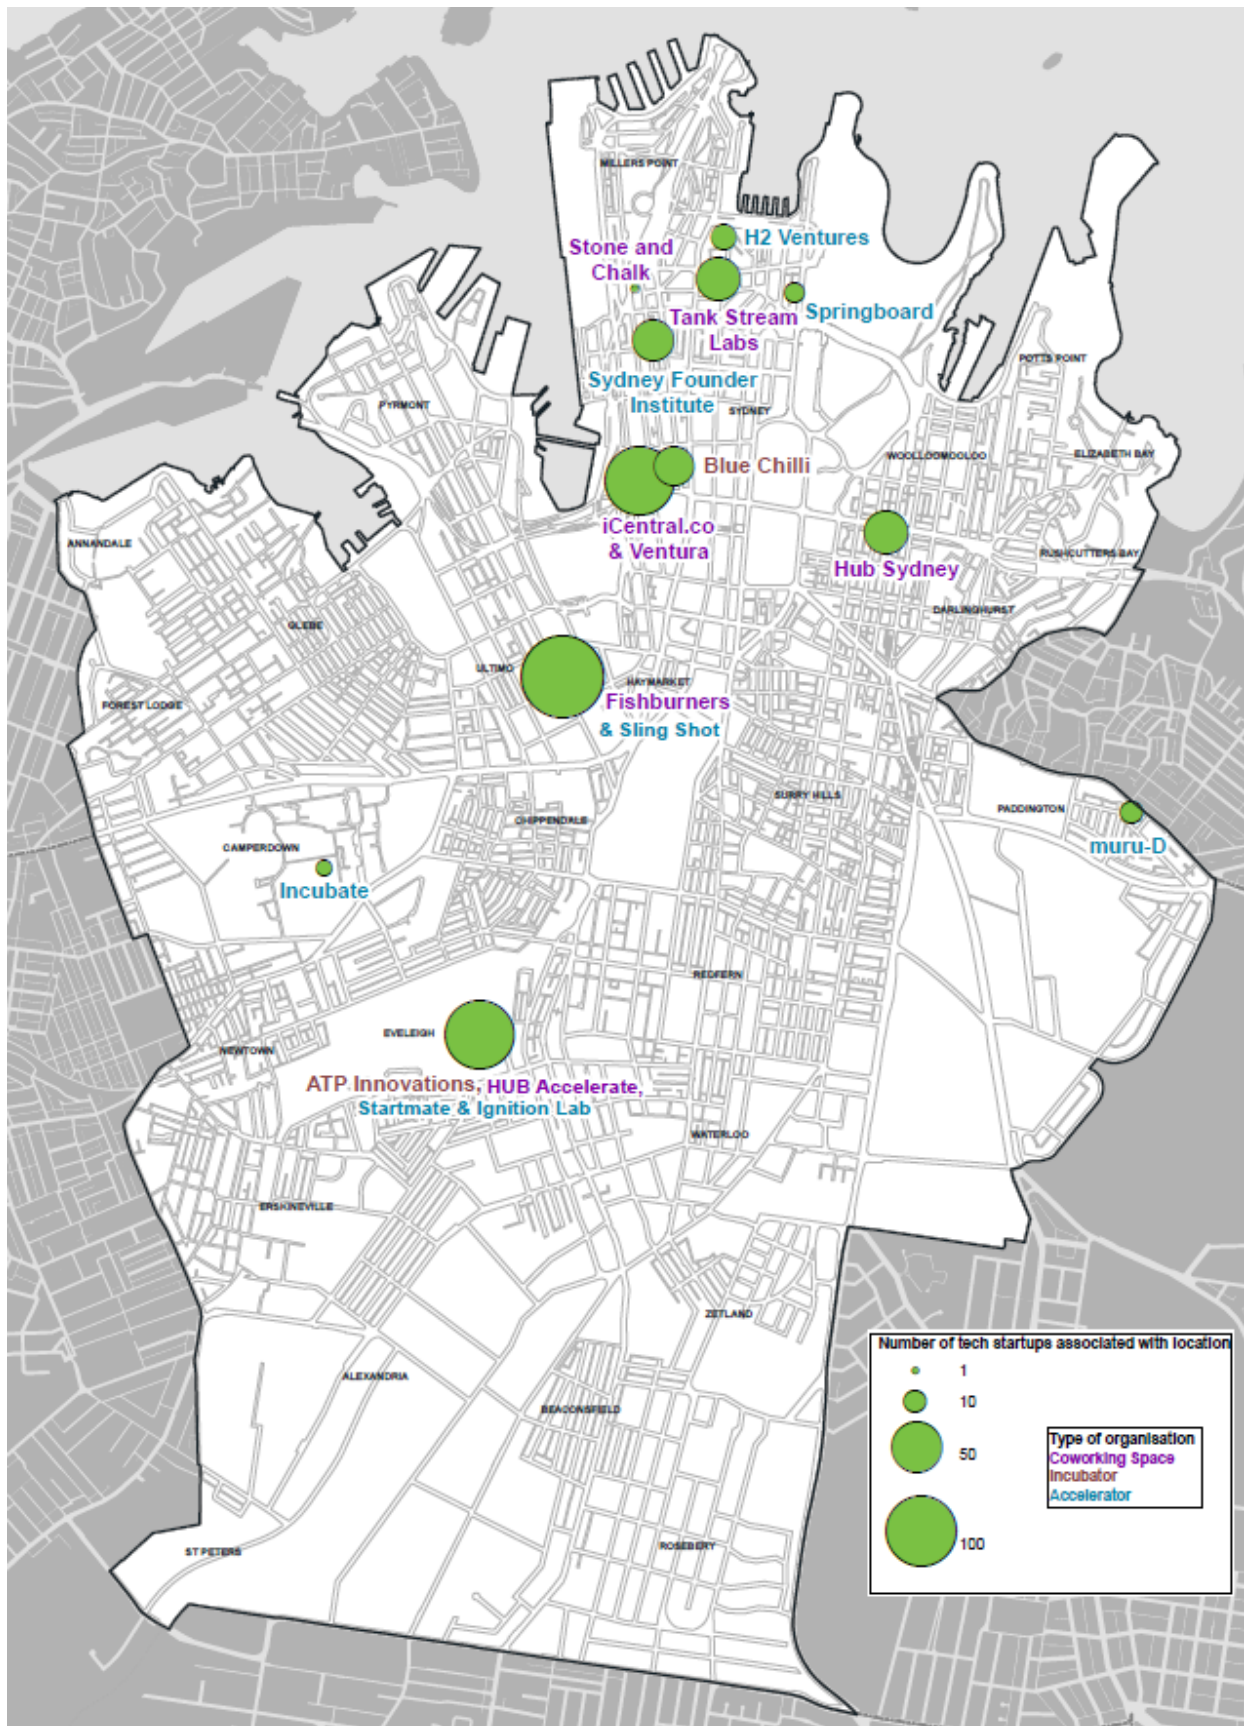 MILLERS POINT
H2 Ventures
Stone and
Chalk
Springboard
Tank Stream
Labs
POTTS POINT
Sydney Founder
Institute
SYDNEY
PYRMONT
WOOLLOOMOOLOO
ELIZABETH BAY
Blue Chilli
iCentral.co
& Ventura
ANNANDALE
RUSHCUTTERS BAY
Hub Sydney
DARLINGHURST
GLEBE
ULTIMO
HAYMARKET
FOREST LODGE
Fishburners
& Sling Shot
SURRY HILLS
PADDINGTON
CHIPPENDALE
CAMPERDOWN
muru-D
Incubate
REDFERN
EVELEIGH
NEWTOWN
ATP Innovations, HUB Accelerate,
Startmate & Ignition Lab
WATERLOO
ERSKINEVILLE
ZETLAND
ALEXANDRIA
BEACONSFIELD
ST PETERS
ROSEBERY
Number of tech startups associated with location
1
10
50
100
Type of organisation
Coworking Space
Incubator
Accelerator